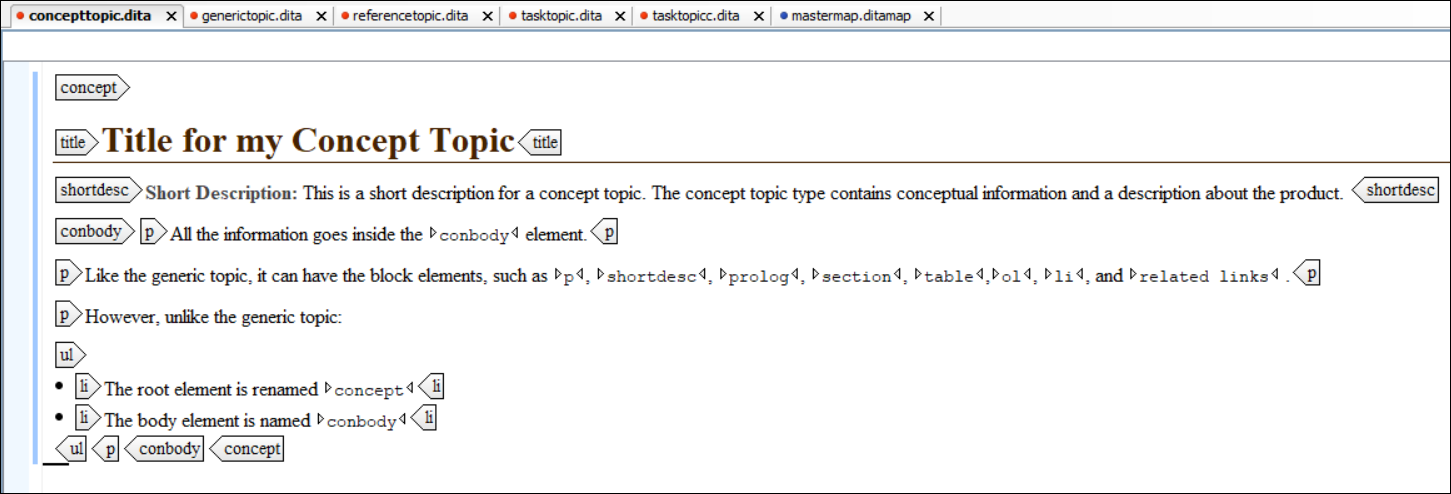 concepttopic.dita generictopic.dita referencetopic.dita tasktopic.dita tasktopicc.dita mastermap.ditamap
concept
title Title for my Concept Topic title
shortdesc Short Description: This is a short description for a concept topic. The concept topic type contains conceptual information and a description about the product. shortdesc
conbody p All the information goes inside the conbody element. p
p Like the generic topic, it can have the block elements, such as p, shortdesc, prolog, section, table,ol, li, and related links . p
p However, unlike the generic topic:
ul
• li The root element is renamed concept li
• li The body element is named conbody li
ul p conbody concept